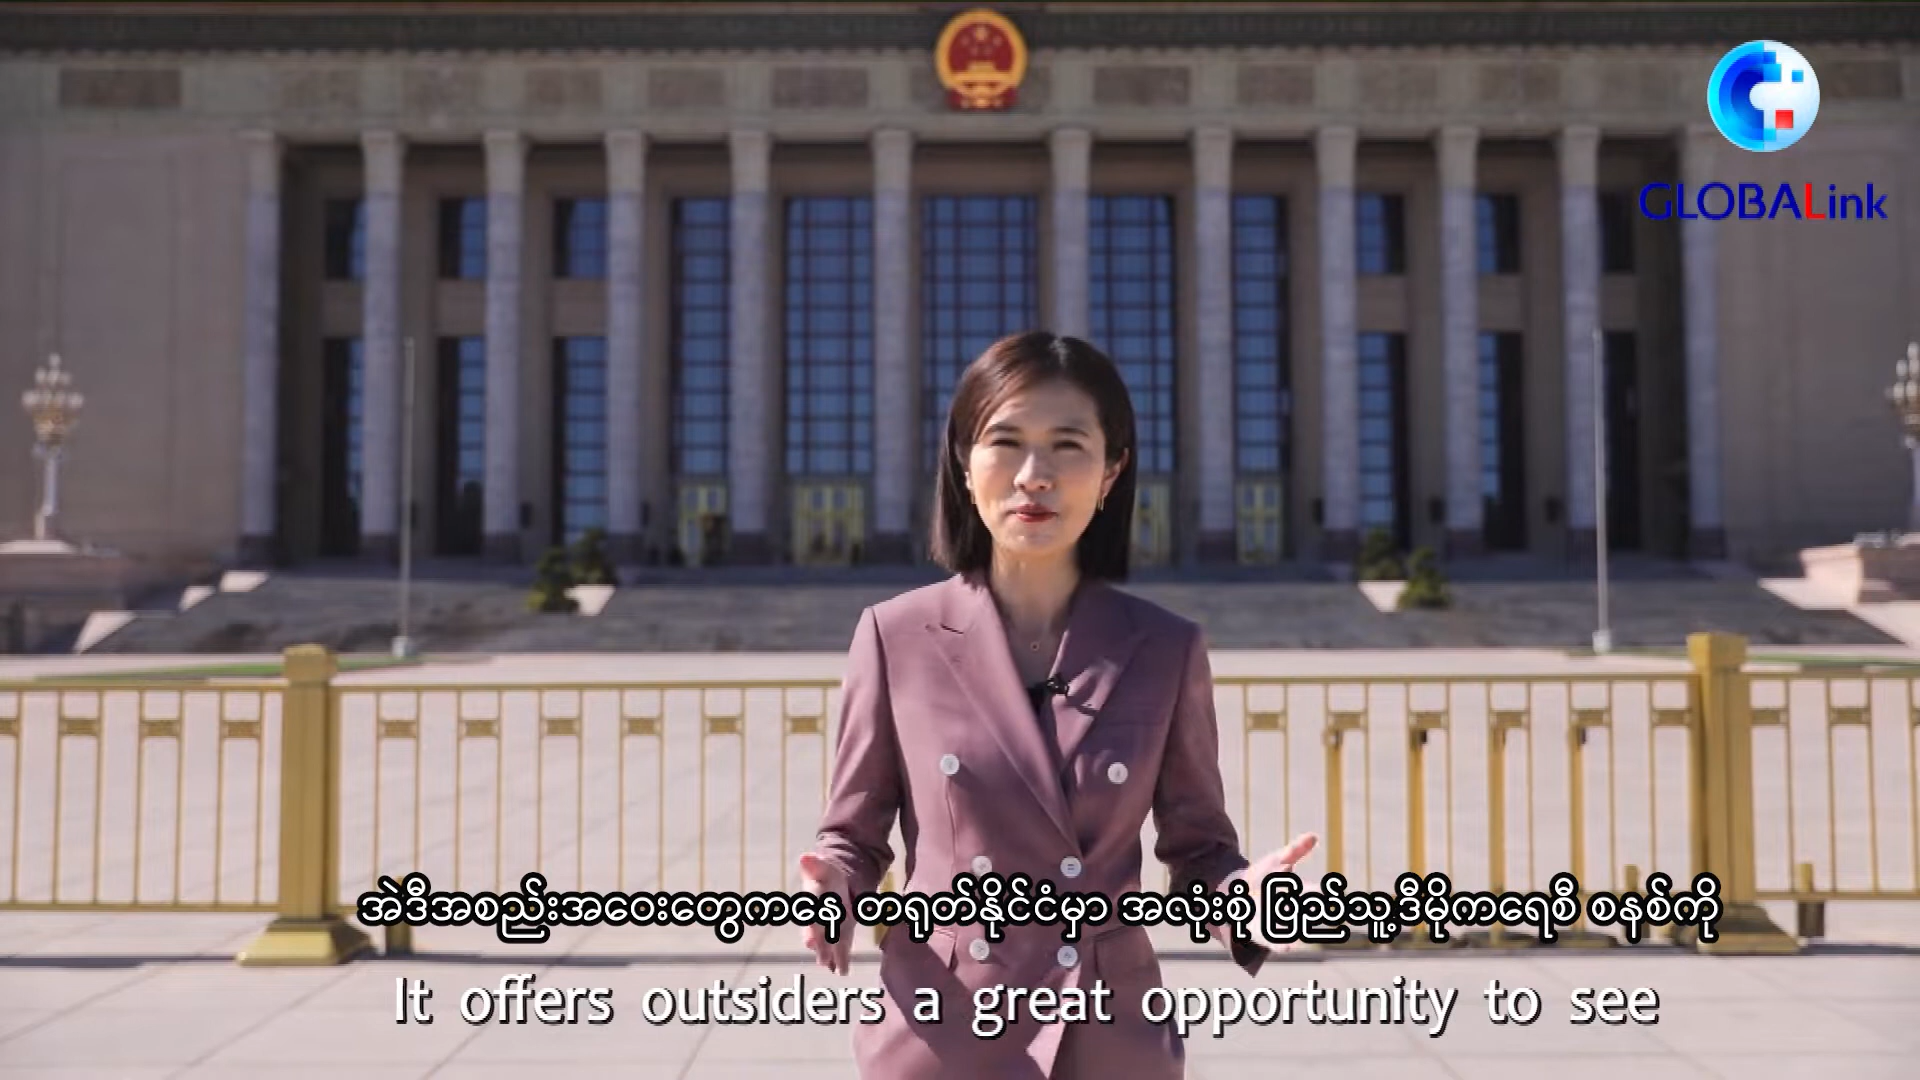 GLOBALink
အဲဒီအစည်းအဝေးတွေကနေ တရုတ်နိုင်ငံမှာ အလုံးစုံ ပြည်သူ့ဒီမိုကရေစီ စနစ်ကို
It offers outsiders a great opportunity to see